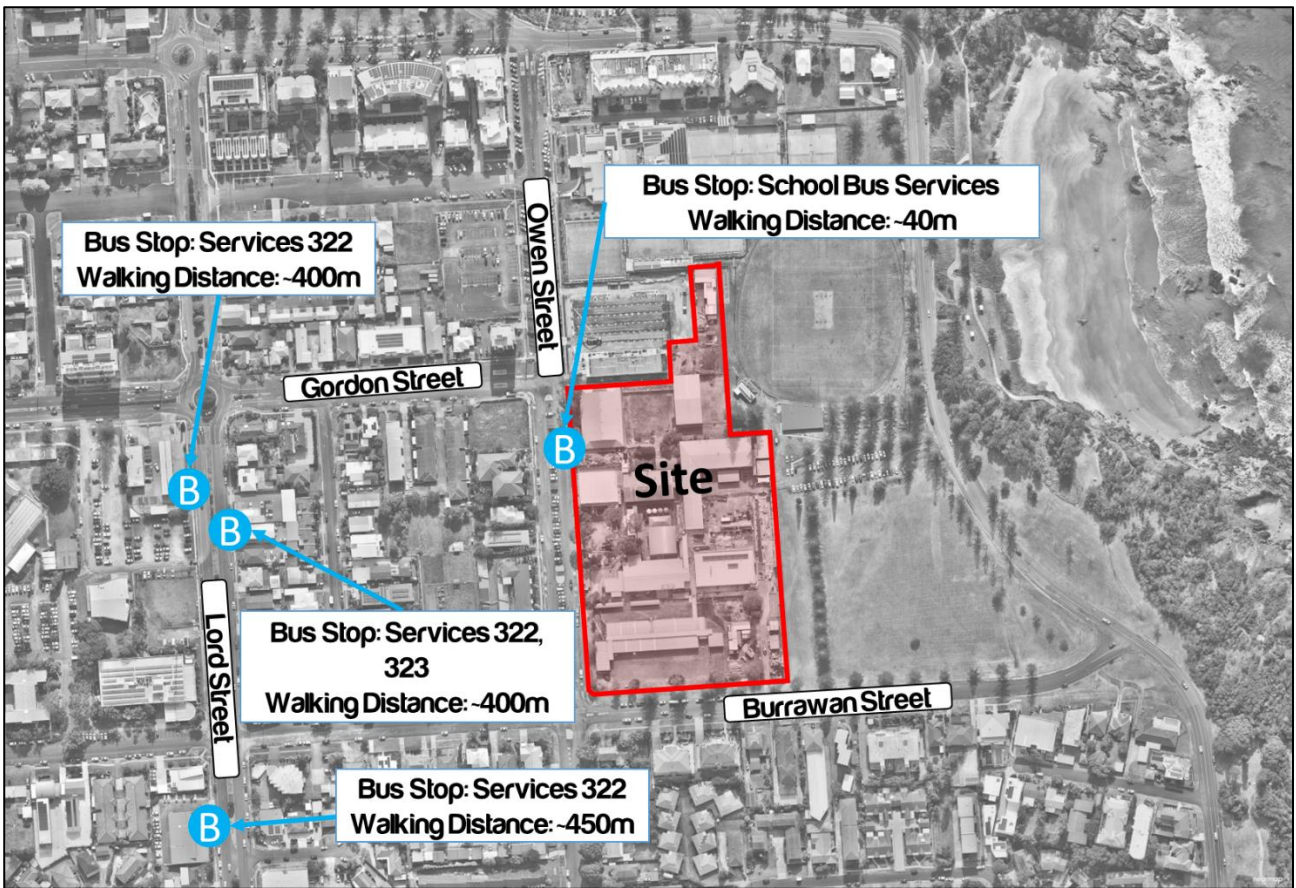 Bus Stop: School Bus Services
Walking Distance: ~40m
Owen Street
Bus Stop: Services 322
Walking Distance: ~400m
Gordon Street
B
Site
B
B
Bus Stop: Services 322,
323
Walking Distance: ~400m
Lord Street
Burrawan Street
Bus Stop: Services 322
Walking Distance: ~450m
B